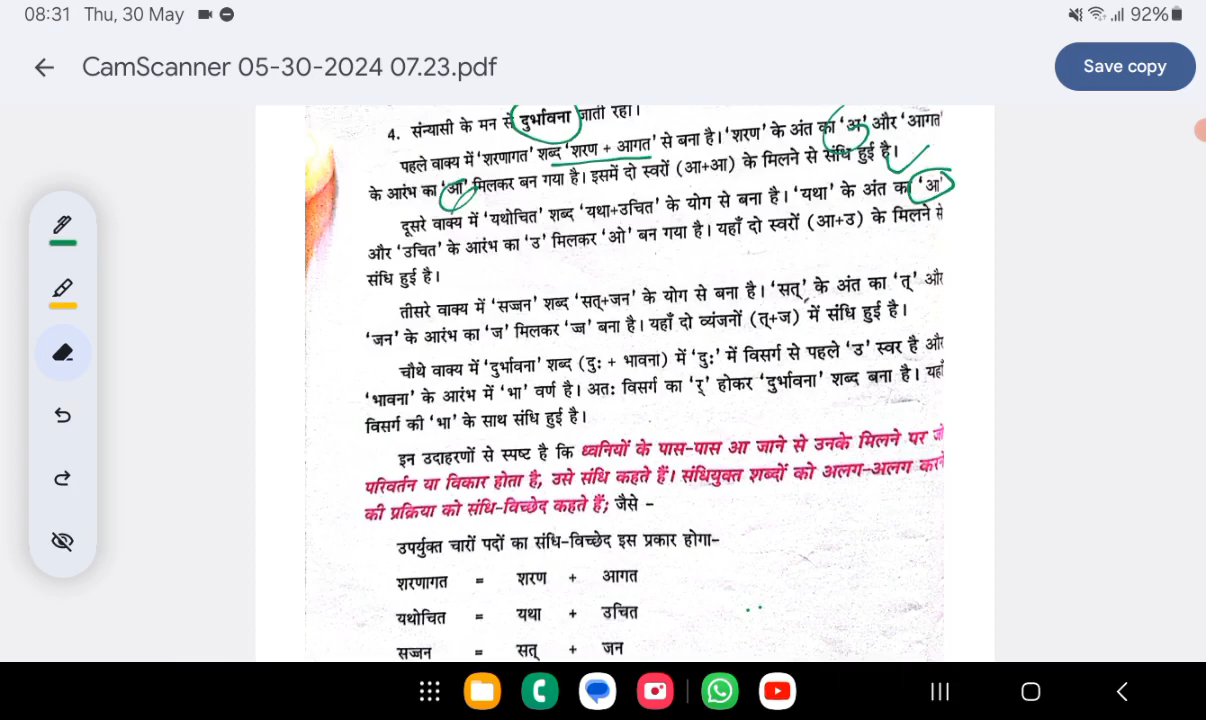 08:31 Thu, 30 May 92%
CamScanner 05-30-2024 07.23.pdf
Save copy
4. संन्यासी के मन से दुर्भावना जाती रही।
पहले वाक्य में ‘शरणागत’ शब्द ‘शरण + आगत’ से बना है। ‘शरण’ के अंत का ‘अ’ और ‘आगत’
के आरंभ का ‘आ’ मिलकर बन गया है। इसमें दो स्वरों (आ+आ) के मिलने से संधि हुई है।
दूसरे वाक्य में ‘यथोचित’ शब्द ‘यथा+उचित’ के योग से बना है। ‘यथा’ के अंत का ‘आ’
और ‘उचित’ के आरंभ का ‘उ’ मिलकर ‘ओ’ बन गया है। यहाँ दो स्वरों (आ+उ) के मिलने से
संधि हुई है।
तीसरे वाक्य में ‘सज्जन’ शब्द ‘सत्+जन’ के योग से बना है। ‘सत्’ के अंत का ‘त्’ और
‘जन’ के आरंभ का ‘ज’ मिलकर ‘ज्ज’ बना है। यहाँ दो व्यंजनों (त्+ज) में संधि हुई है।
चौथे वाक्य में ‘दुर्भावना’ शब्द (दुः + भावना) में ‘दुः’ में विसर्ग से पहले ‘उ’ स्वर है और
‘भावना’ के आरंभ में ‘भा’ वर्ण है। अतः विसर्ग का ‘र्’ होकर ‘दुर्भावना’ शब्द बना है। यहाँ
विसर्ग की ‘भा’ के साथ संधि हुई है।
इन उदाहरणों से स्पष्ट है कि ध्वनियों के पास-पास आ जाने से उनके मिलने पर जो
परिवर्तन या विकार होता है, उसे संधि कहते हैं। संधियुक्त शब्दों को अलग-अलग करने
की प्रक्रिया को संधि-विच्छेद कहते हैं; जैसे –
उपर्युक्त चारों पदों का संधि-विच्छेद इस प्रकार होगा–
शरणागत = शरण + आगत
यथोचित = यथा + उचित
सज्जन = सत् + जन